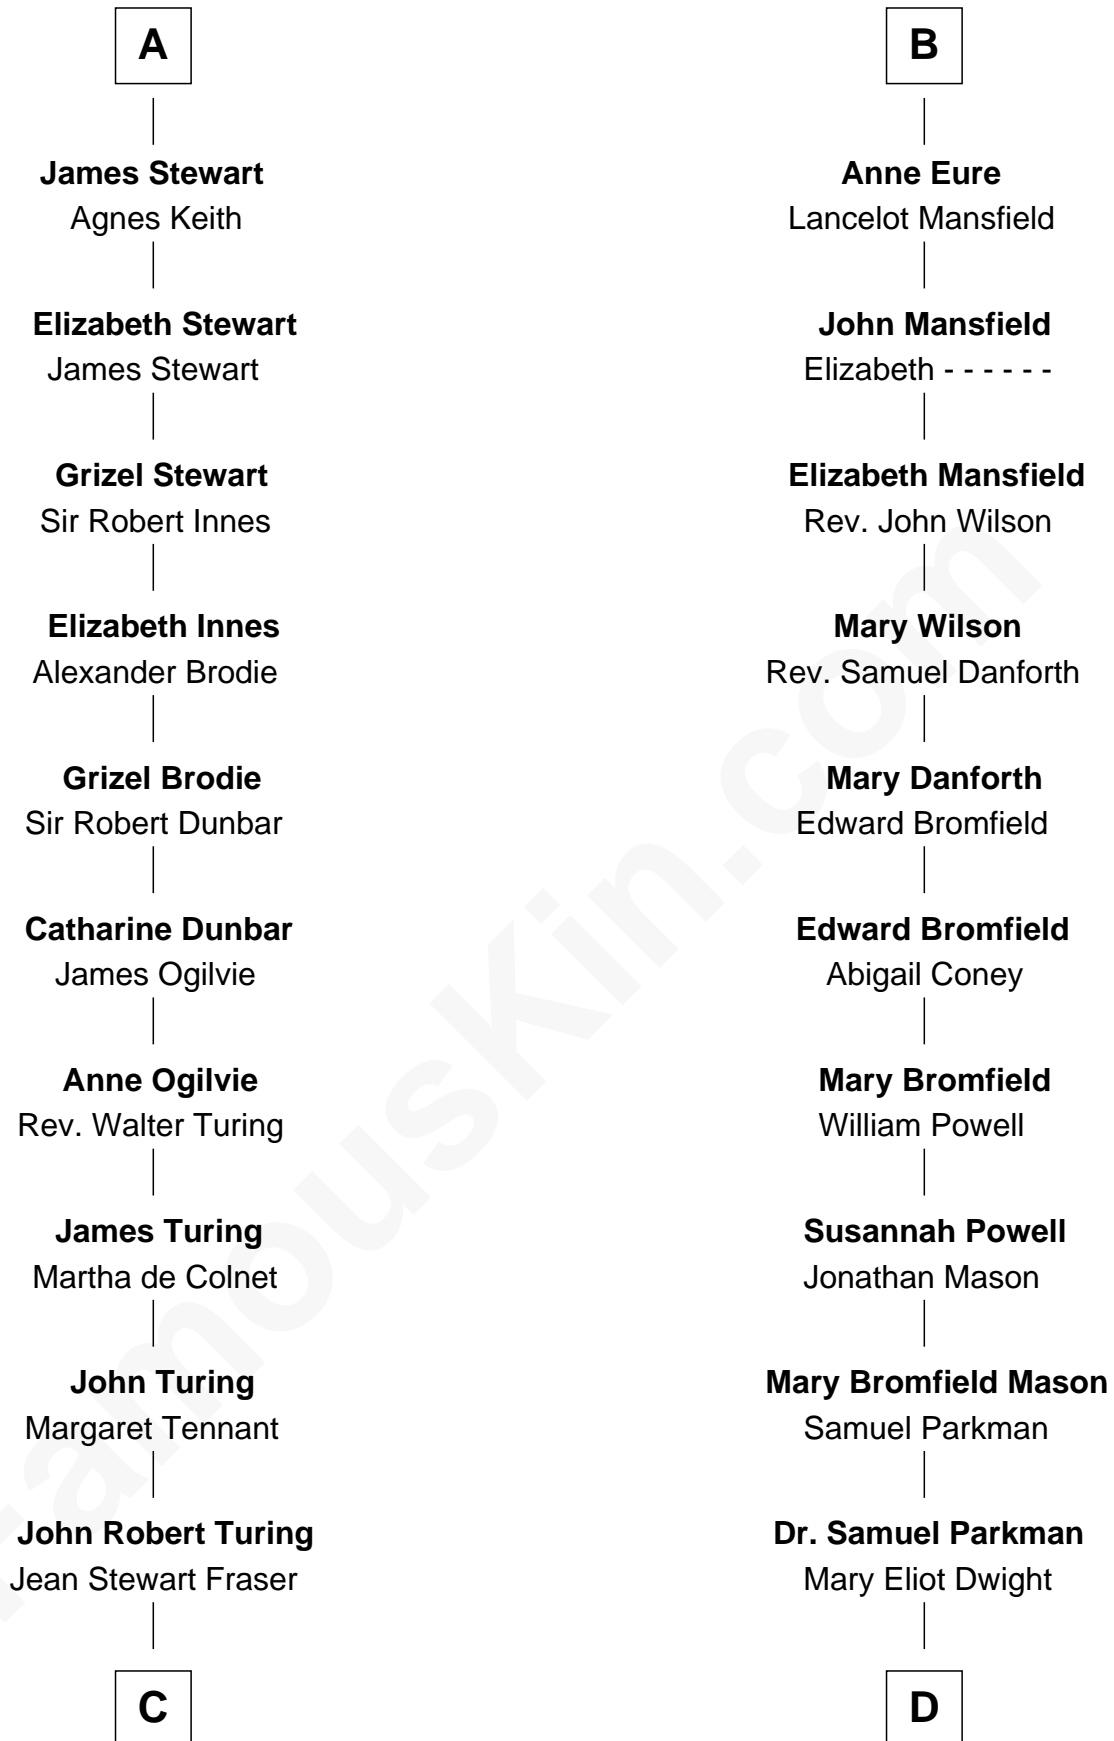 A
James Stewart
Agnes Keith
Elizabeth Stewart
James Stewart
Grizel Stewart
Sir Robert Innes
Elizabeth Innes
Alexander Brodie
Grizel Brodie
Sir Robert Dunbar
Catharine Dunbar
James Ogilvie
Anne Ogilvie
Rev. Walter Turing
James Turing
Martha de Colnet
John Turing
Margaret Tennant
John Robert Turing
Jean Stewart Fraser
C
B
Anne Eure
Lancelot Mansfield
John Mansfield
Elizabeth - - - - - -
Elizabeth Mansfield
Rev. John Wilson
Mary Wilson
Rev. Samuel Danforth
Mary Danforth
Edward Bromfield
Edward Bromfield
Abigail Coney
Mary Bromfield
William Powell
Susannah Powell
Jonathan Mason
Mary Bromfield Mason
Samuel Parkman
Dr. Samuel Parkman
Mary Eliot Dwight
D
FamousKin.com